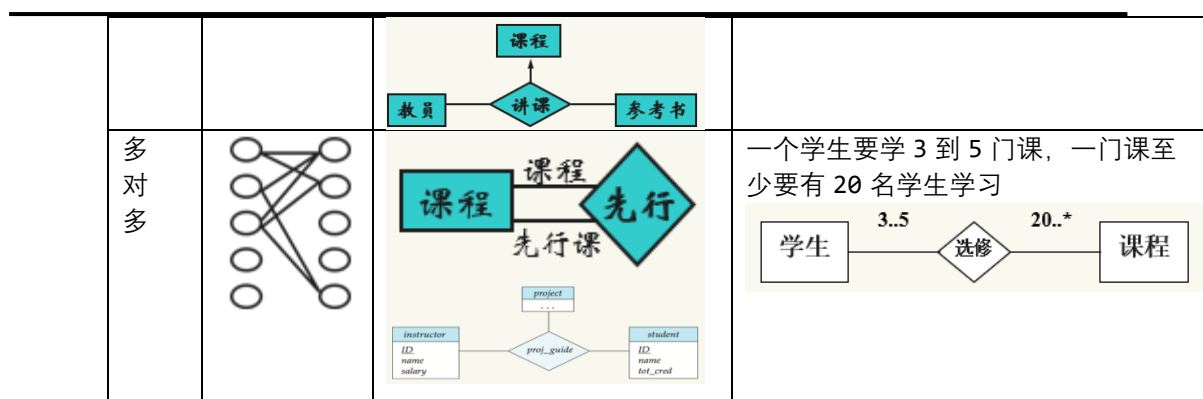 课程
教员
讲课
参考书
多
对
多
课程
课程
先行
先行课
project
. . .
instructor
ID
name
salary
proj_guide
student
ID
name
tot_cred
一个学生要学 3 到 5 门课，一门课至
少要有 20 名学生学习
3..5
20..*
学生
选修
课程